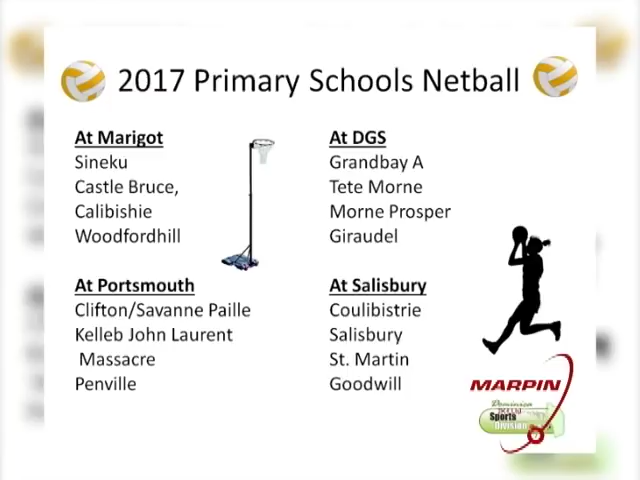 2017 Primary Schools Netball
At Marigot
Sineku
Castle Bruce,
Calibishie
Woodfordhill
At DGS
Grandbay A
Tete Morne
Morne Prosper
Giraudel
At Portsmouth
Clifton/Savanne Paille
Kelleb John Laurent
Massacre
Penville
At Salisbury
Coulibistrie
Salisbury
St. Martin
Goodwill
MARPIN
Dominica
Sports
Division